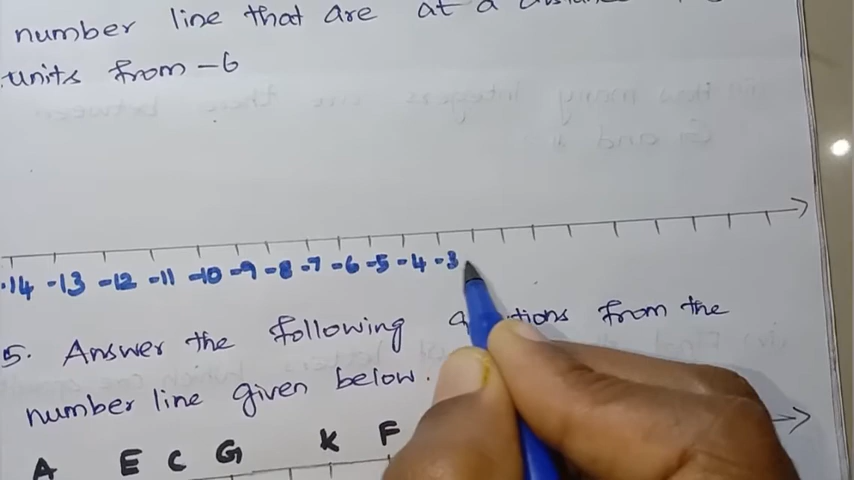 number line that are at a
units from -6
-14 -13 -12 -11 -10 -9 -8 -7 -6 -5 -4 -3
5. Answer the following from the
number line given below.
A E C G K F